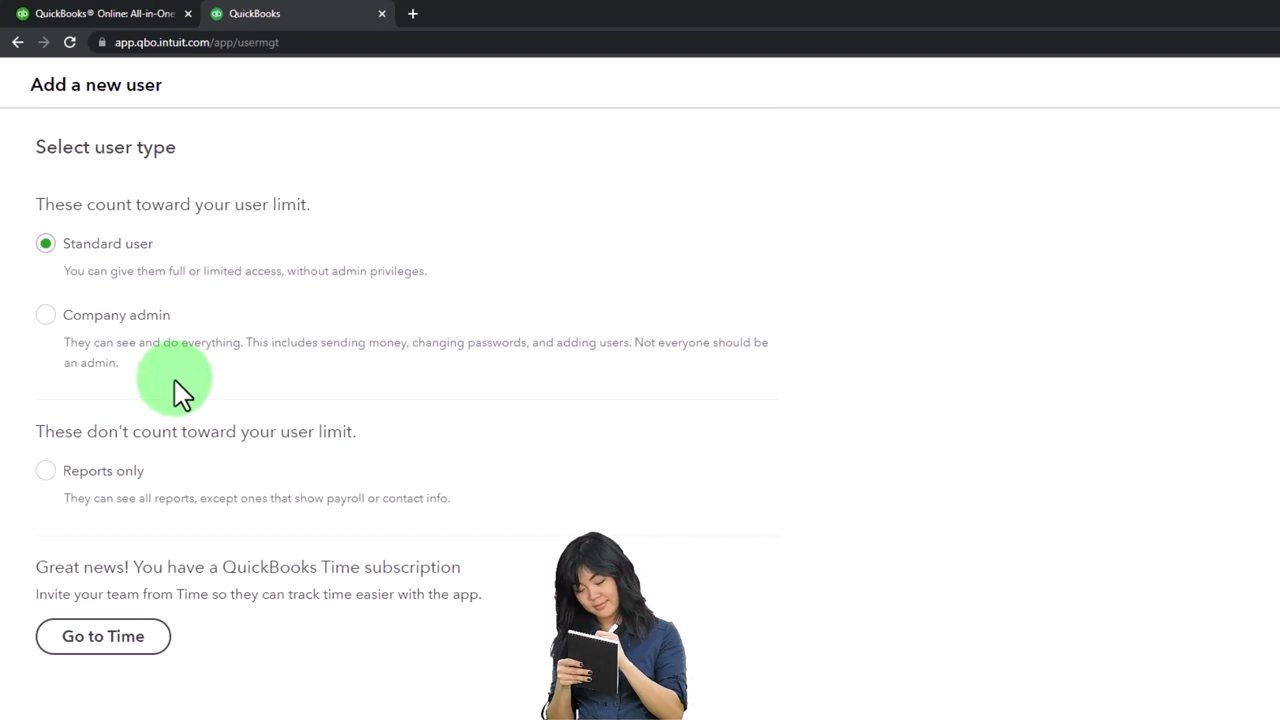 QuickBooks® Online: All-in-One
QuickBooks
app.qbo.intuit.com/app/usermgt
Add a new user
Select user type
These count toward your user limit.
Standard user
You can give them full or limited access, without admin privileges.
Company admin
They can see and do everything. This includes sending money, changing passwords, and adding users. Not everyone should be
an admin.
These don't count toward your user limit.
Reports only
They can see all reports, except ones that show payroll or contact info.
Great news! You have a QuickBooks Time subscription
Invite your team from Time so they can track time easier with the app.
Go to Time